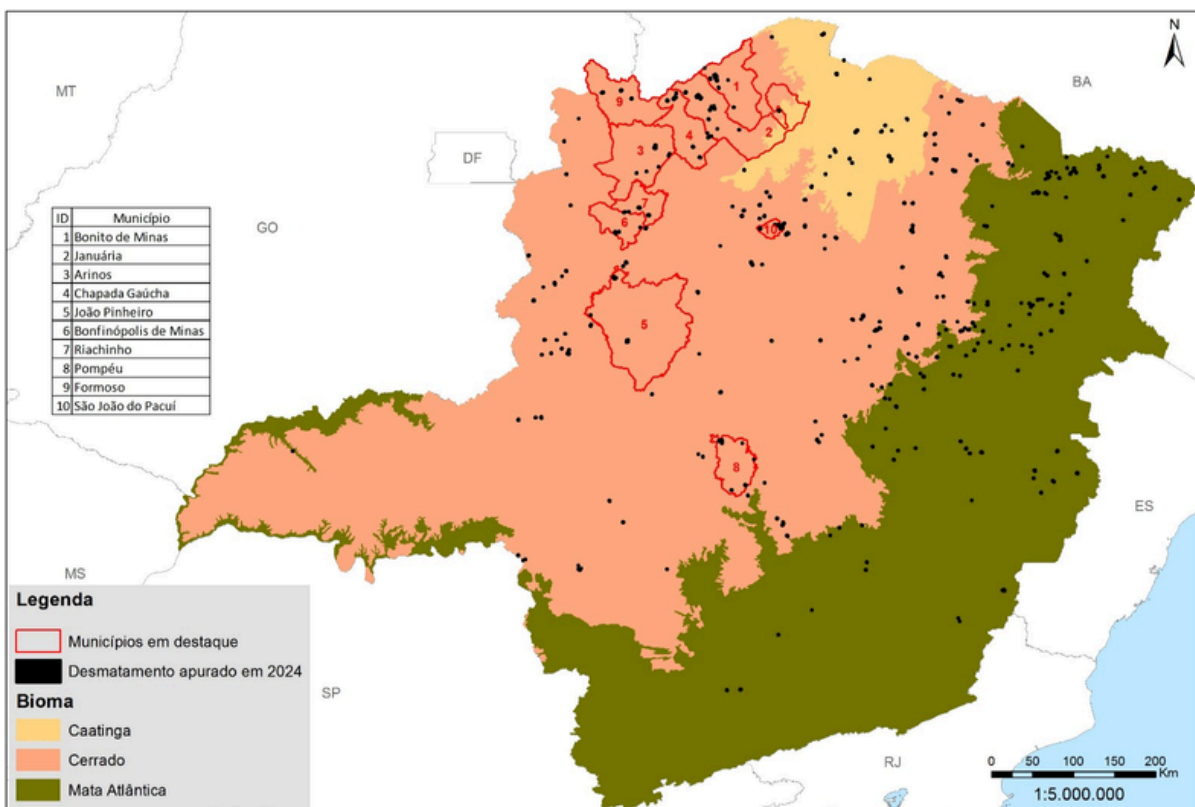 N
MT
BA
DF
GO
ID Município
1 Bonito de Minas
2 Januária
3 Arinos
4 Chapada Gaúcha
5 João Pinheiro
6 Bonfinópolis de Minas
7 Riachinho
8 Pompéu
9 Formoso
10 São João do Pacuí
1
9
2
4
3
7
6
10
5
8
ES
MS
SP
RJ
Legenda
Municípios em destaque
Desmatamento apurado em 2024
Bioma
Caatinga
Cerrado
Mata Atlântica
0 50 100 150 200
Km
1:5.000.000